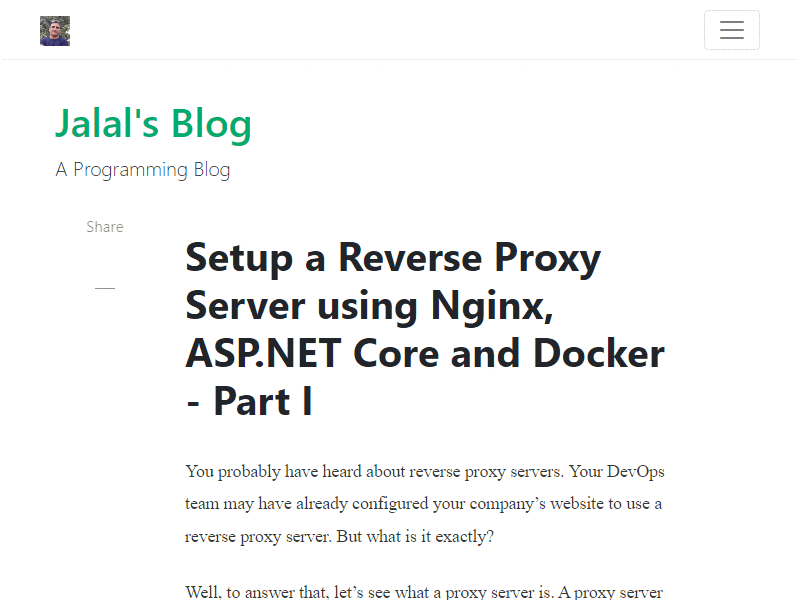 Jalal's Blog
A Programming Blog
Share
Setup a Reverse Proxy
Server using Nginx,
ASP.NET Core and Docker
- Part I
You probably have heard about reverse proxy servers. Your DevOps
team may have already configured your company’s website to use a
reverse proxy server. But what is it exactly?
Well, to answer that, let’s see what a proxy server is. A proxy server